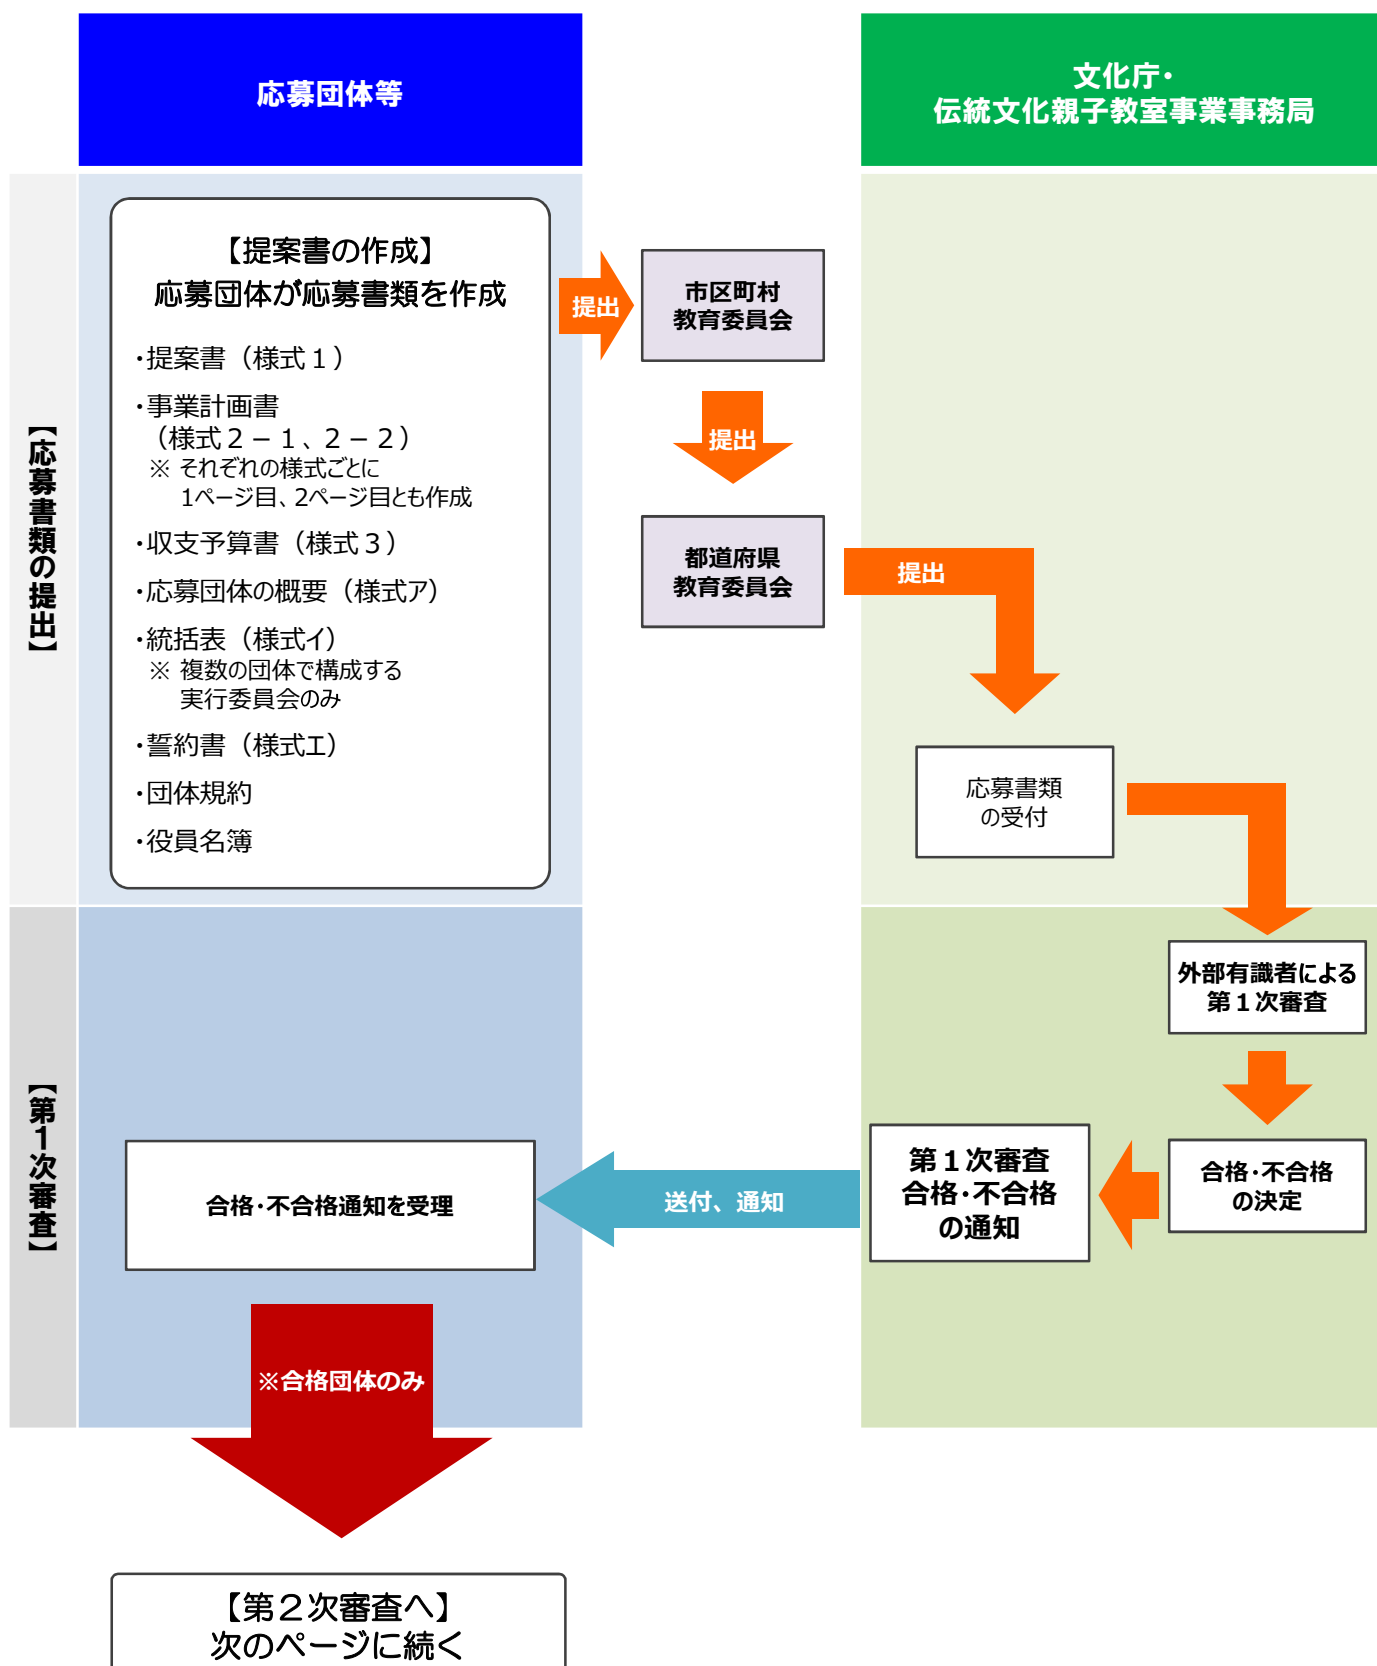 応募団体等
文化庁・
伝統文化親子教室事業事務局
【応募書類の提出】
【提案書の作成】
応募団体が応募書類を作成
・提案書（様式１）
・事業計画書
（様式２－１、２－２）
※ それぞれの様式ごとに
1ページ目、2ページ目とも作成
・収支予算書（様式３）
・応募団体の概要（様式ア）
・統括表（様式イ）
※ 複数の団体で構成する
実行委員会のみ
・誓約書（様式エ）
・団体規約
・役員名簿
提出
市区町村
教育委員会
提出
都道府県
教育委員会
提出
応募書類
の受付
【第１次審査】
外部有識者による
第１次審査
合格・不合格
の決定
第１次審査
合格・不合格
の通知
送付、通知
合格・不合格通知を受理
※合格団体のみ
【第２次審査へ】
次のページに続く